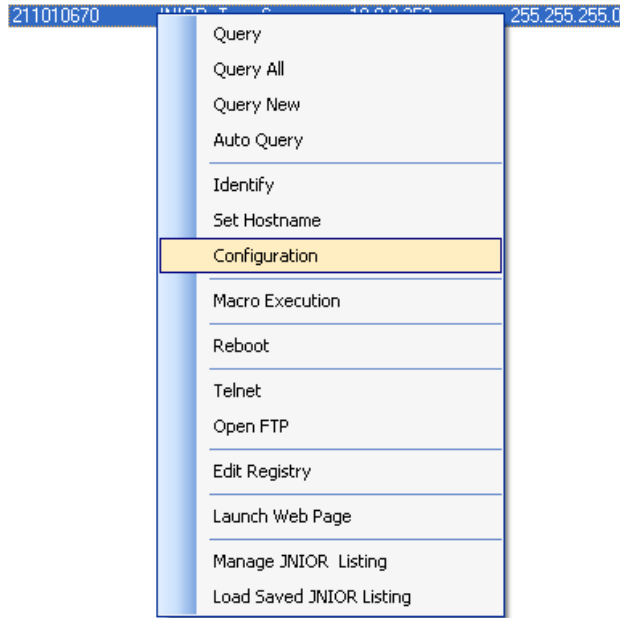 211010670 255.255.255.0
Query
Query All
Query New
Auto Query
Identify
Set Hostname
Configuration
Macro Execution
Reboot
Telnet
Open FTP
Edit Registry
Launch Web Page
Manage JNIOR  Listing
Load Saved JNIOR Listing